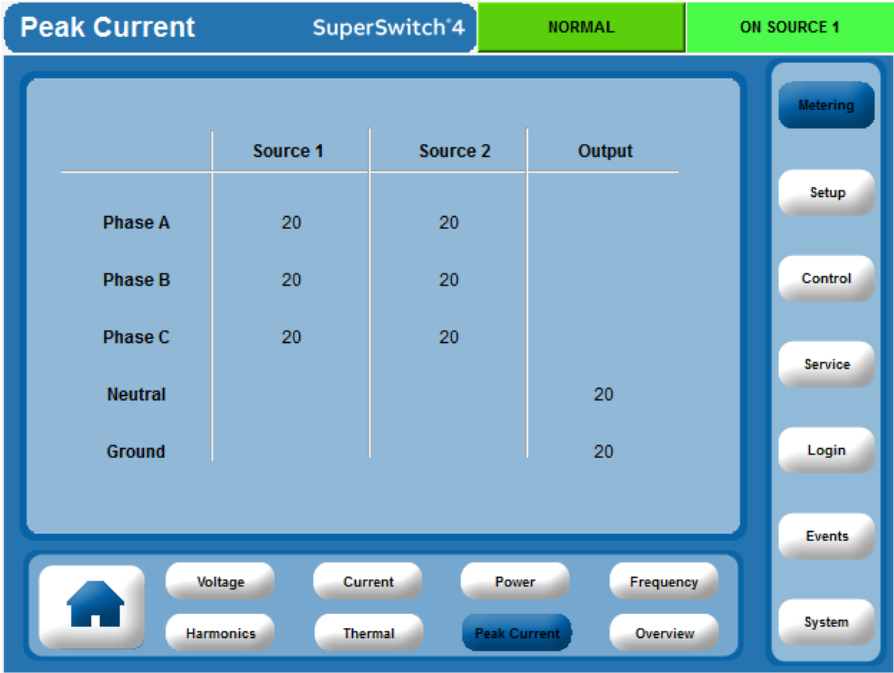 Peak Current SuperSwitch®4 NORMAL ON SOURCE 1
Metering
Source 1 Source 2 Output
Setup
Phase A 20 20
Phase B 20 20
Control
Phase C 20 20
Service
Neutral 20
Ground 20
Login
Events
Voltage Current Power Frequency
System
Harmonics Thermal Peak Current Overview